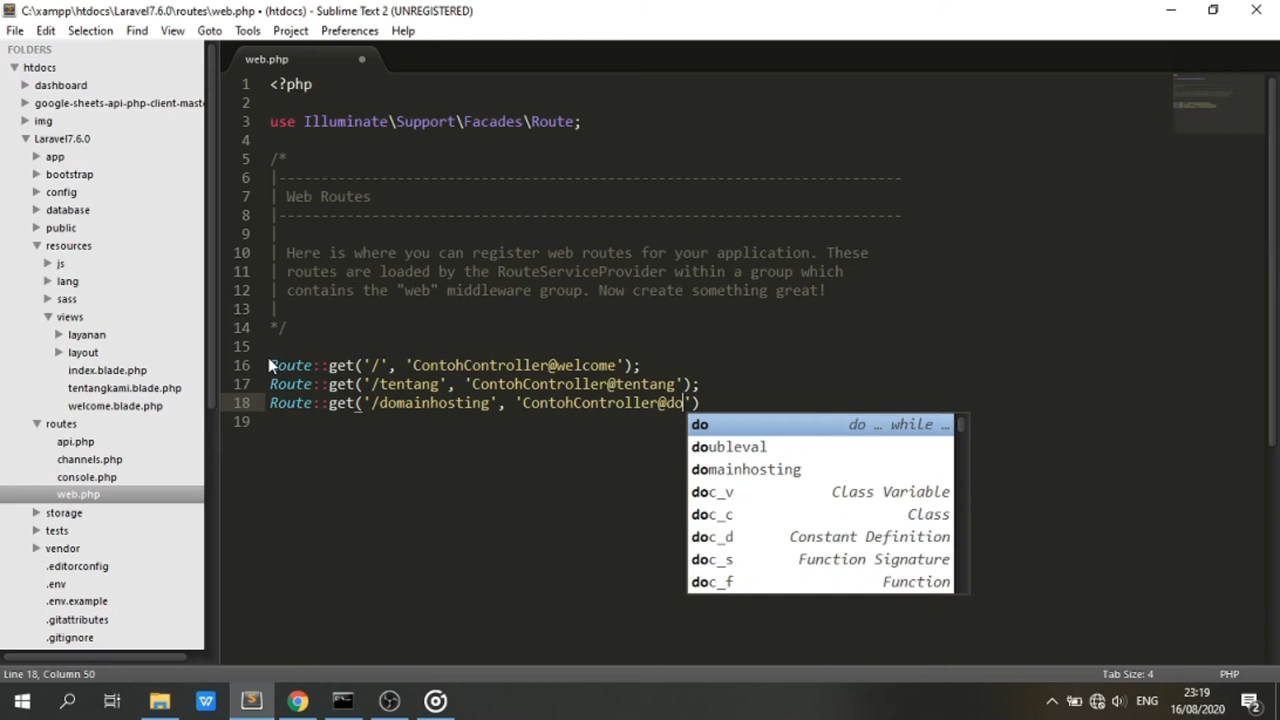 C:\xampp\htdocs\Laravel7.6.0\routes\web.php • (htdocs) - Sublime Text 2 (UNREGISTERED)
File Edit Selection Find View Goto Tools Project Preferences Help
FOLDERS
htdocs
dashboard
google-sheets-api-php-client-mast
img
Laravel7.6.0
app
bootstrap
config
database
public
resources
js
lang
sass
views
layanan
layout
index.blade.php
tentangkami.blade.php
welcome.blade.php
routes
api.php
channels.php
console.php
web.php
storage
tests
vendor
.editorconfig
.env
.env.example
.gitattributes
.gitignore
web.php
1 <?php
2
3 use Illuminate\Support\Facades\Route;
4
5 /*
6 |--------------------------------------------------------------------------
7 | Web Routes
8 |--------------------------------------------------------------------------
9 |
10 | Here is where you can register web routes for your application. These
11 | routes are loaded by the RouteServiceProvider within a group which
12 | contains the "web" middleware group. Now create something great!
13 |
14 */
15
16 Route::get('/', 'ContohController@welcome');
17 Route::get('/tentang', 'ContohController@tentang');
18 Route::get('/domainhosting', 'ContohController@do')
19
do do … while …
doubleval
domainhosting
doc_v Class Variable
doc_c Class
doc_d Constant Definition
doc_s Function Signature
doc_f Function
Line 18, Column 50 Tab Size: 4 PHP
ENG 23:19 16/08/2020 2